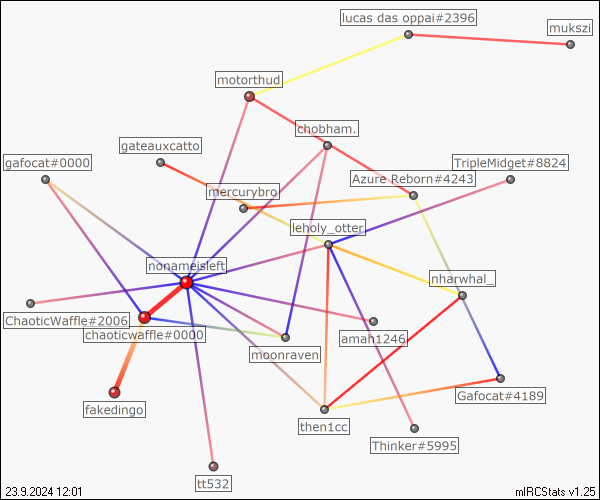 lucas das oppai#2396
mukszi
motorthud
chobham.
gateauxcatto
gafocat#0000
TripleMidget#8824
Azure Reborn#4243
mercurybro
leholy_otter
nonameisleft
nharwhal_
ChaoticWaffle#2006
chaoticwaffle#0000
amah1246
moonraven
Gafocat#4189
fakedingo
then1cc
Thinker#5995
tt532
23.9.2024 12:01
mIRCStats v1.25